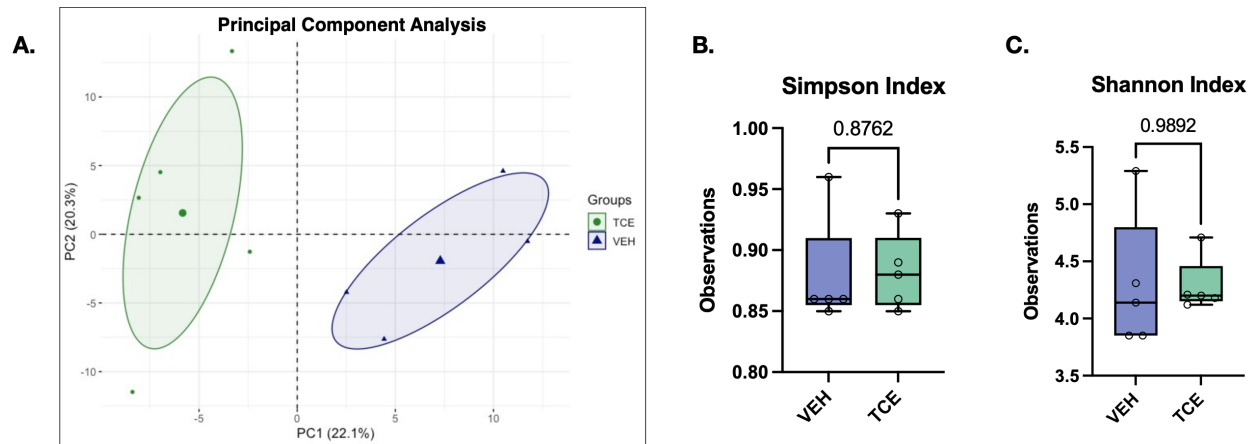 A.
Principal Component Analysis
PC2 (20.3%)
10
5
0
-5
-10
-5
0
5
10
PC1 (22.1%)
Groups
TCE
VEH
B.
Simpson Index
0.8762
Observations
1.00
0.95
0.90
0.85
0.80
VEH
TCE
C.
Shannon Index
0.9892
Observations
5.5
5.0
4.5
4.0
3.5
VEH
TCE